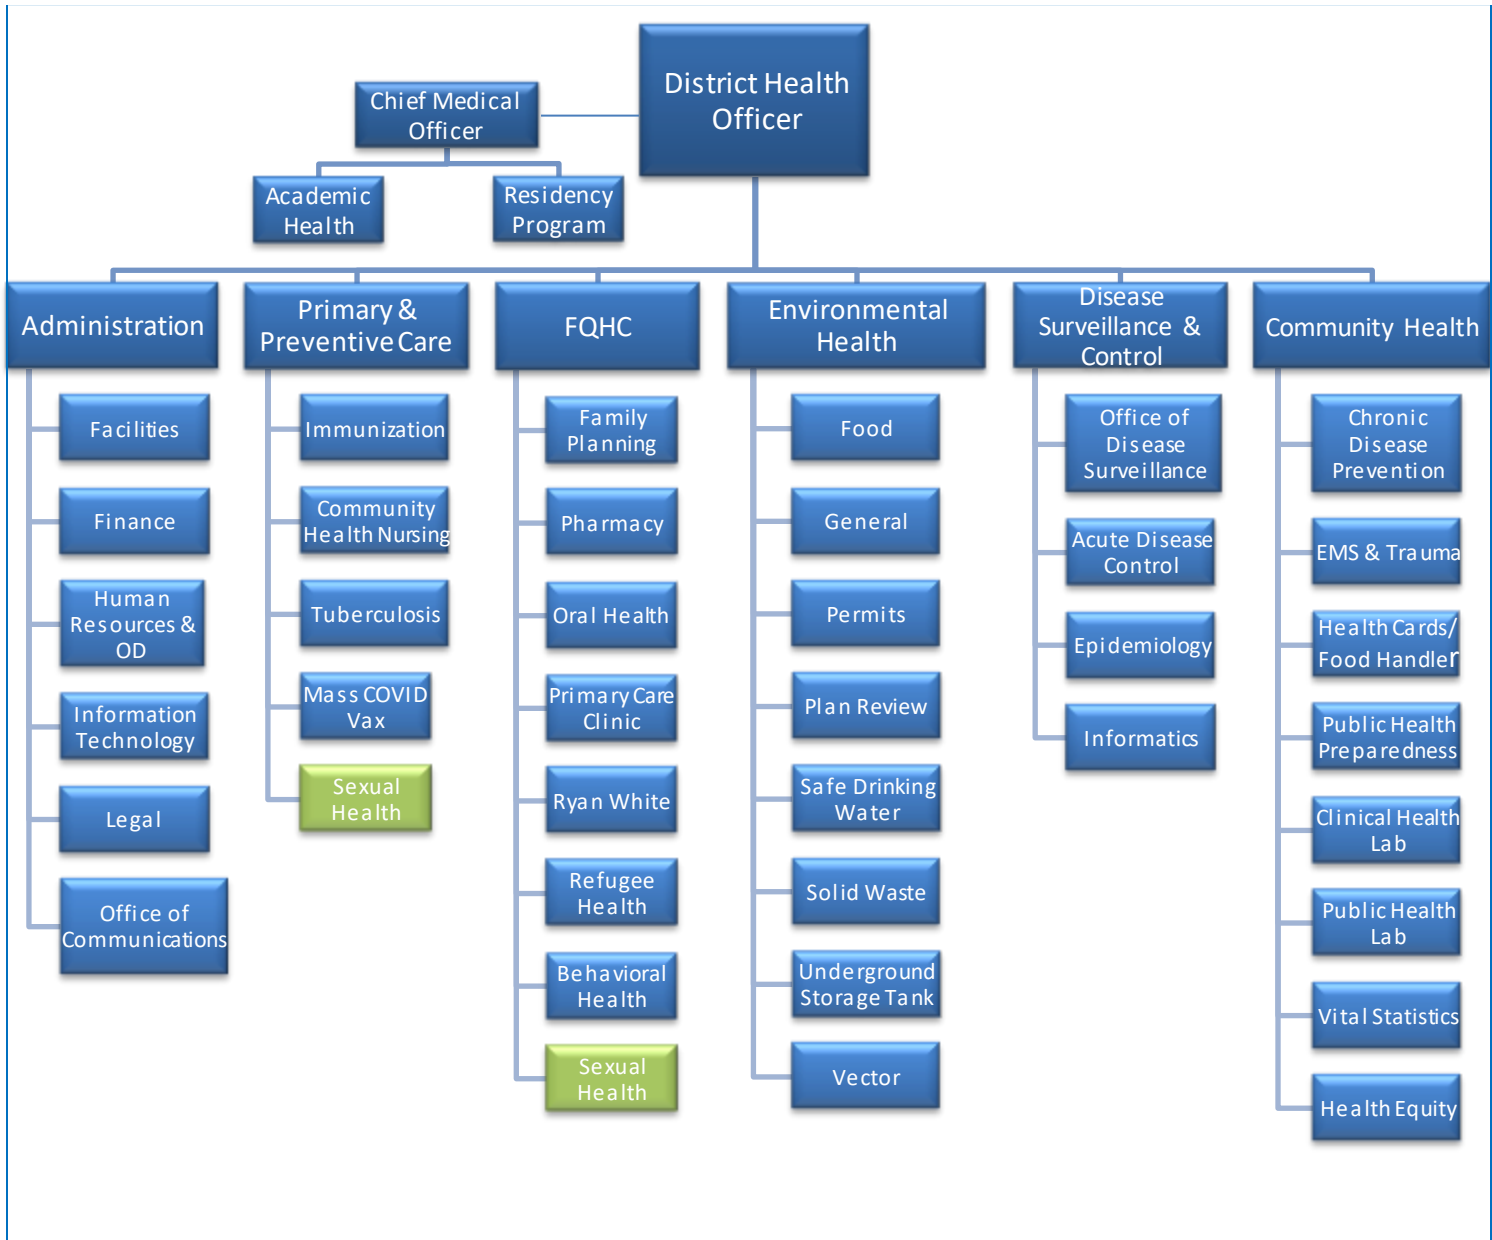 District Health
Officer
Chief Medical
Officer
Academic
Health
Residency
Program
Administration
Facilities
Finance
Human
Resources &
OD
Information
Technology
Legal
Office of
Communications
Primary &
Preventive Care
Immunization
Community
Health Nursing
Tuberculosis
Mass COVID
Vax
Sexual
Health
FQHC
Family
Planning
Pharmacy
Oral Health
Primary Care
Clinic
Ryan White
Refugee
Health
Behavioral
Health
Sexual
Health
Environmental
Health
Food
General
Permits
Plan Review
Safe Drinking
Water
Solid Waste
Underground
Storage Tank
Vector
Disease
Surveillance &
Control
Office of
Disease
Surveillance
Acute Disease
Control
Epidemiology
Informatics
Community Health
Chronic
Disease
Prevention
EMS & Trauma
Health Cards/
Food Handler
Public Health
Preparedness
Clinical Health
Lab
Public Health
Lab
Vital Statistics
Health Equity